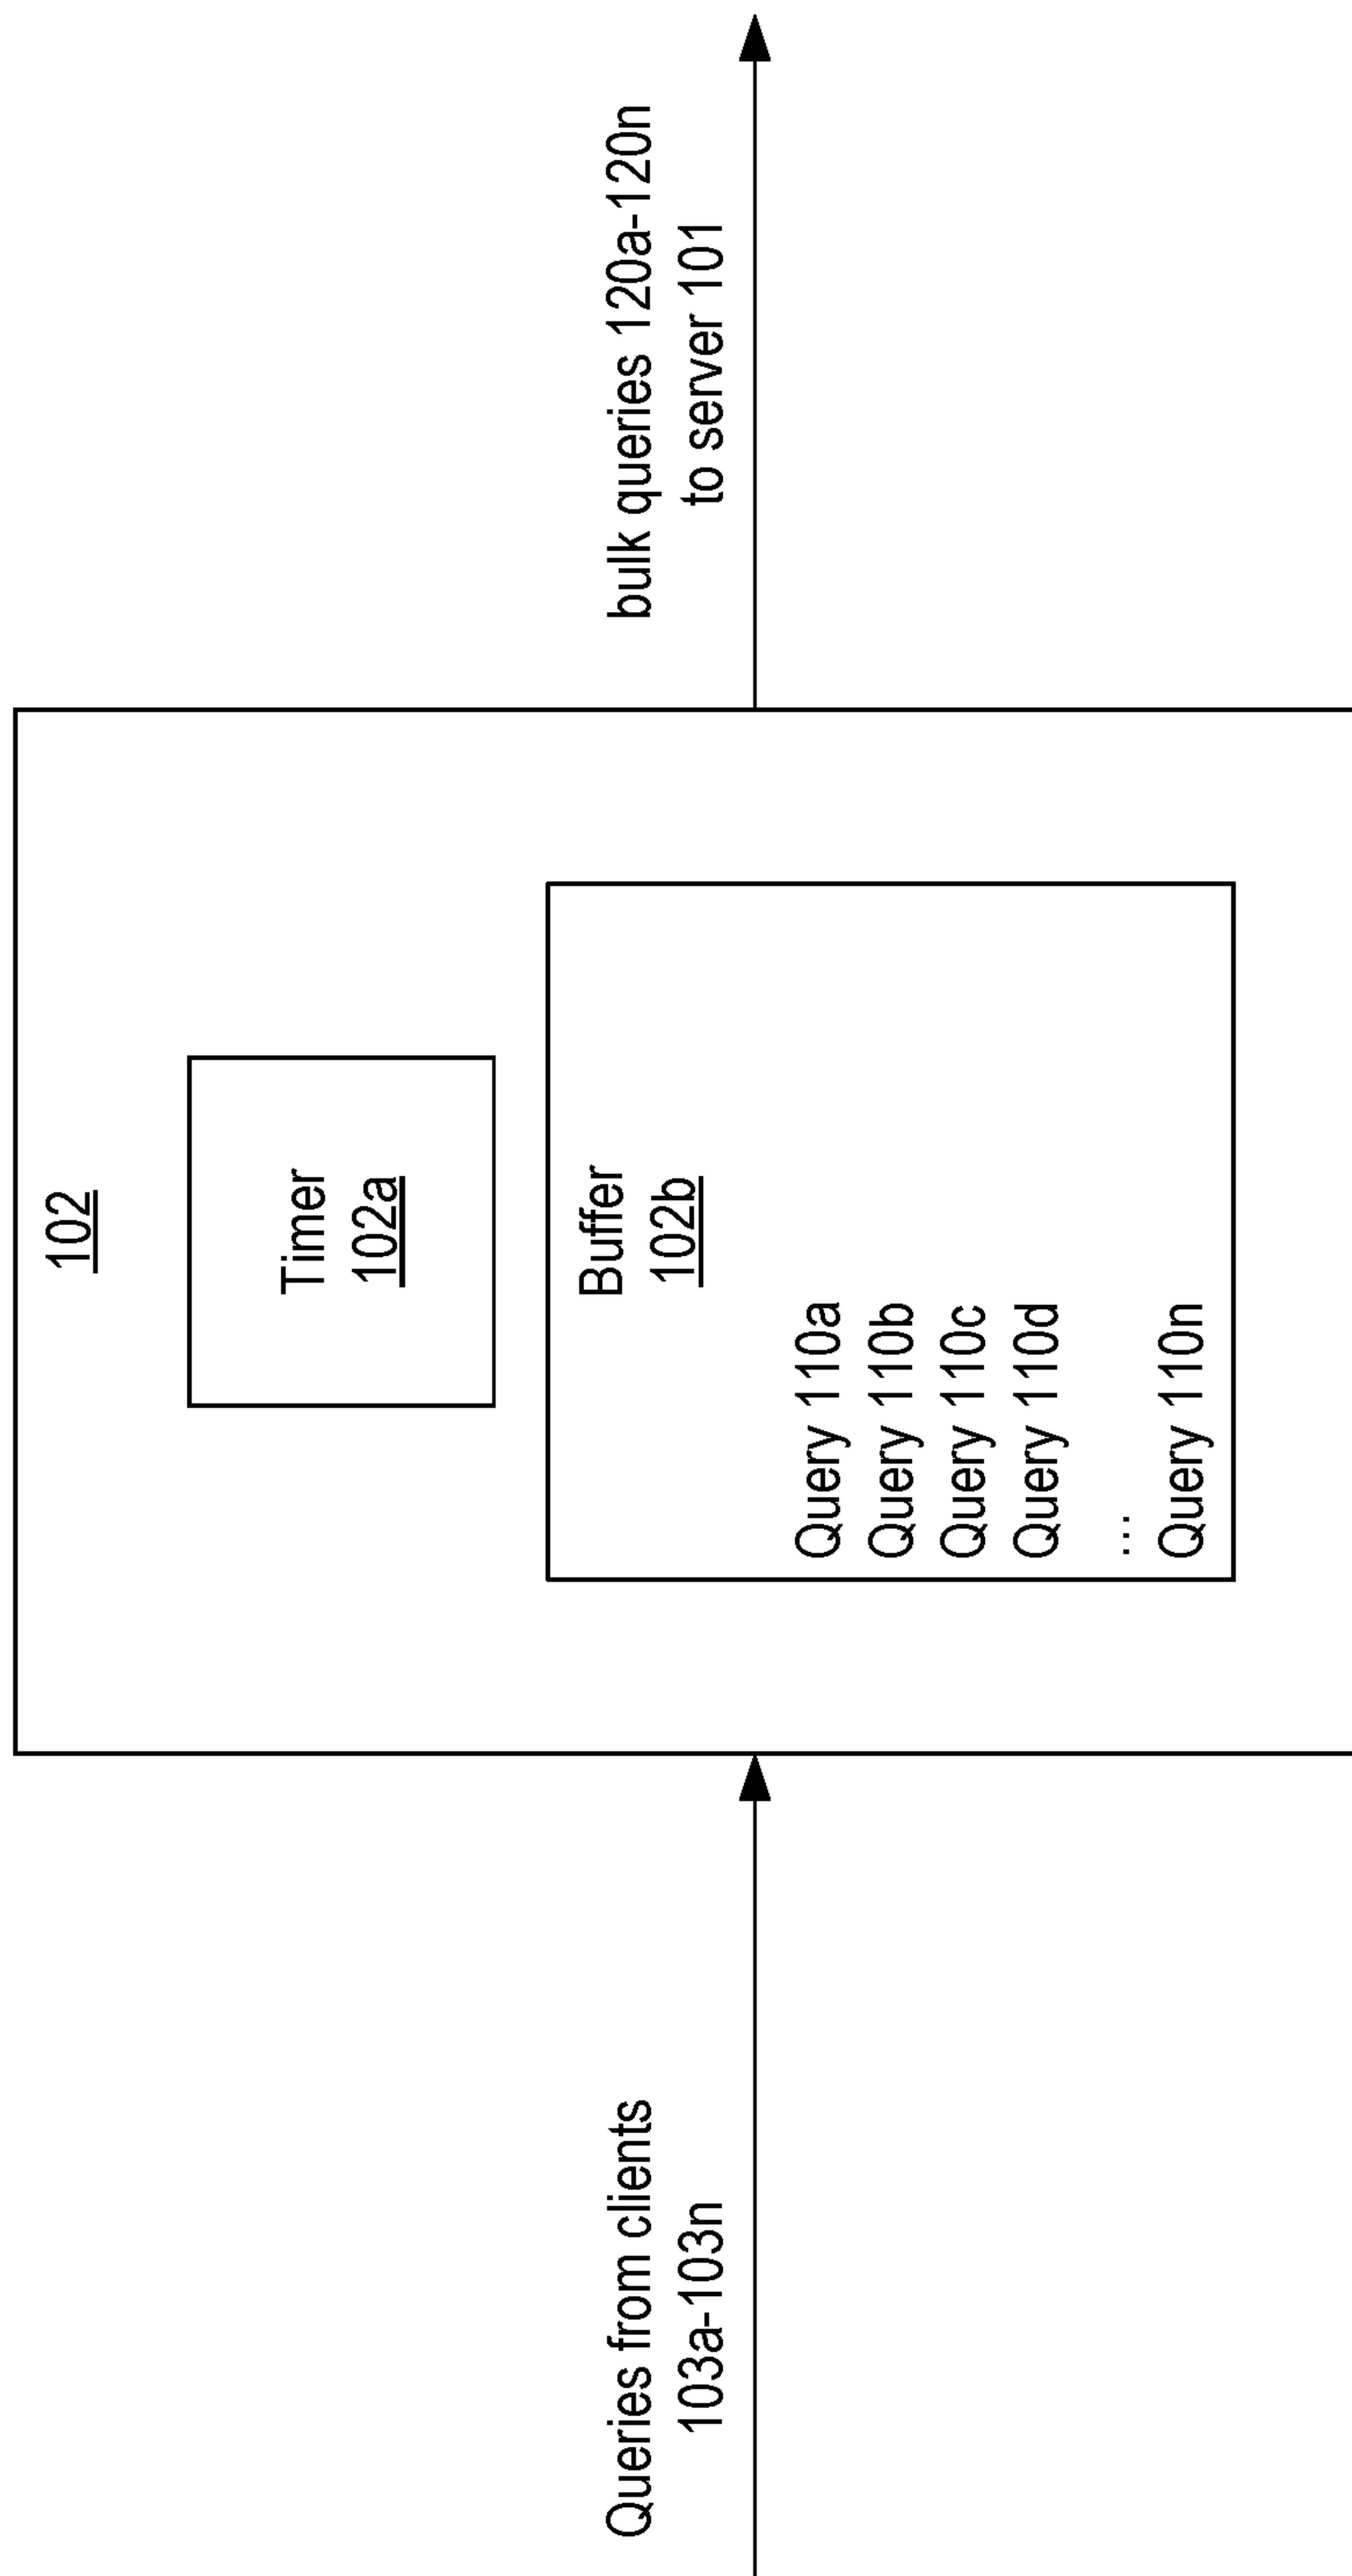 Queries from clients
103a-103n
102
Timer
102a
Buffer
102b
Query 110a
Query 110b
Query 110c
Query 110d
...
Query 110n
bulk queries 120a-120n
to server 101